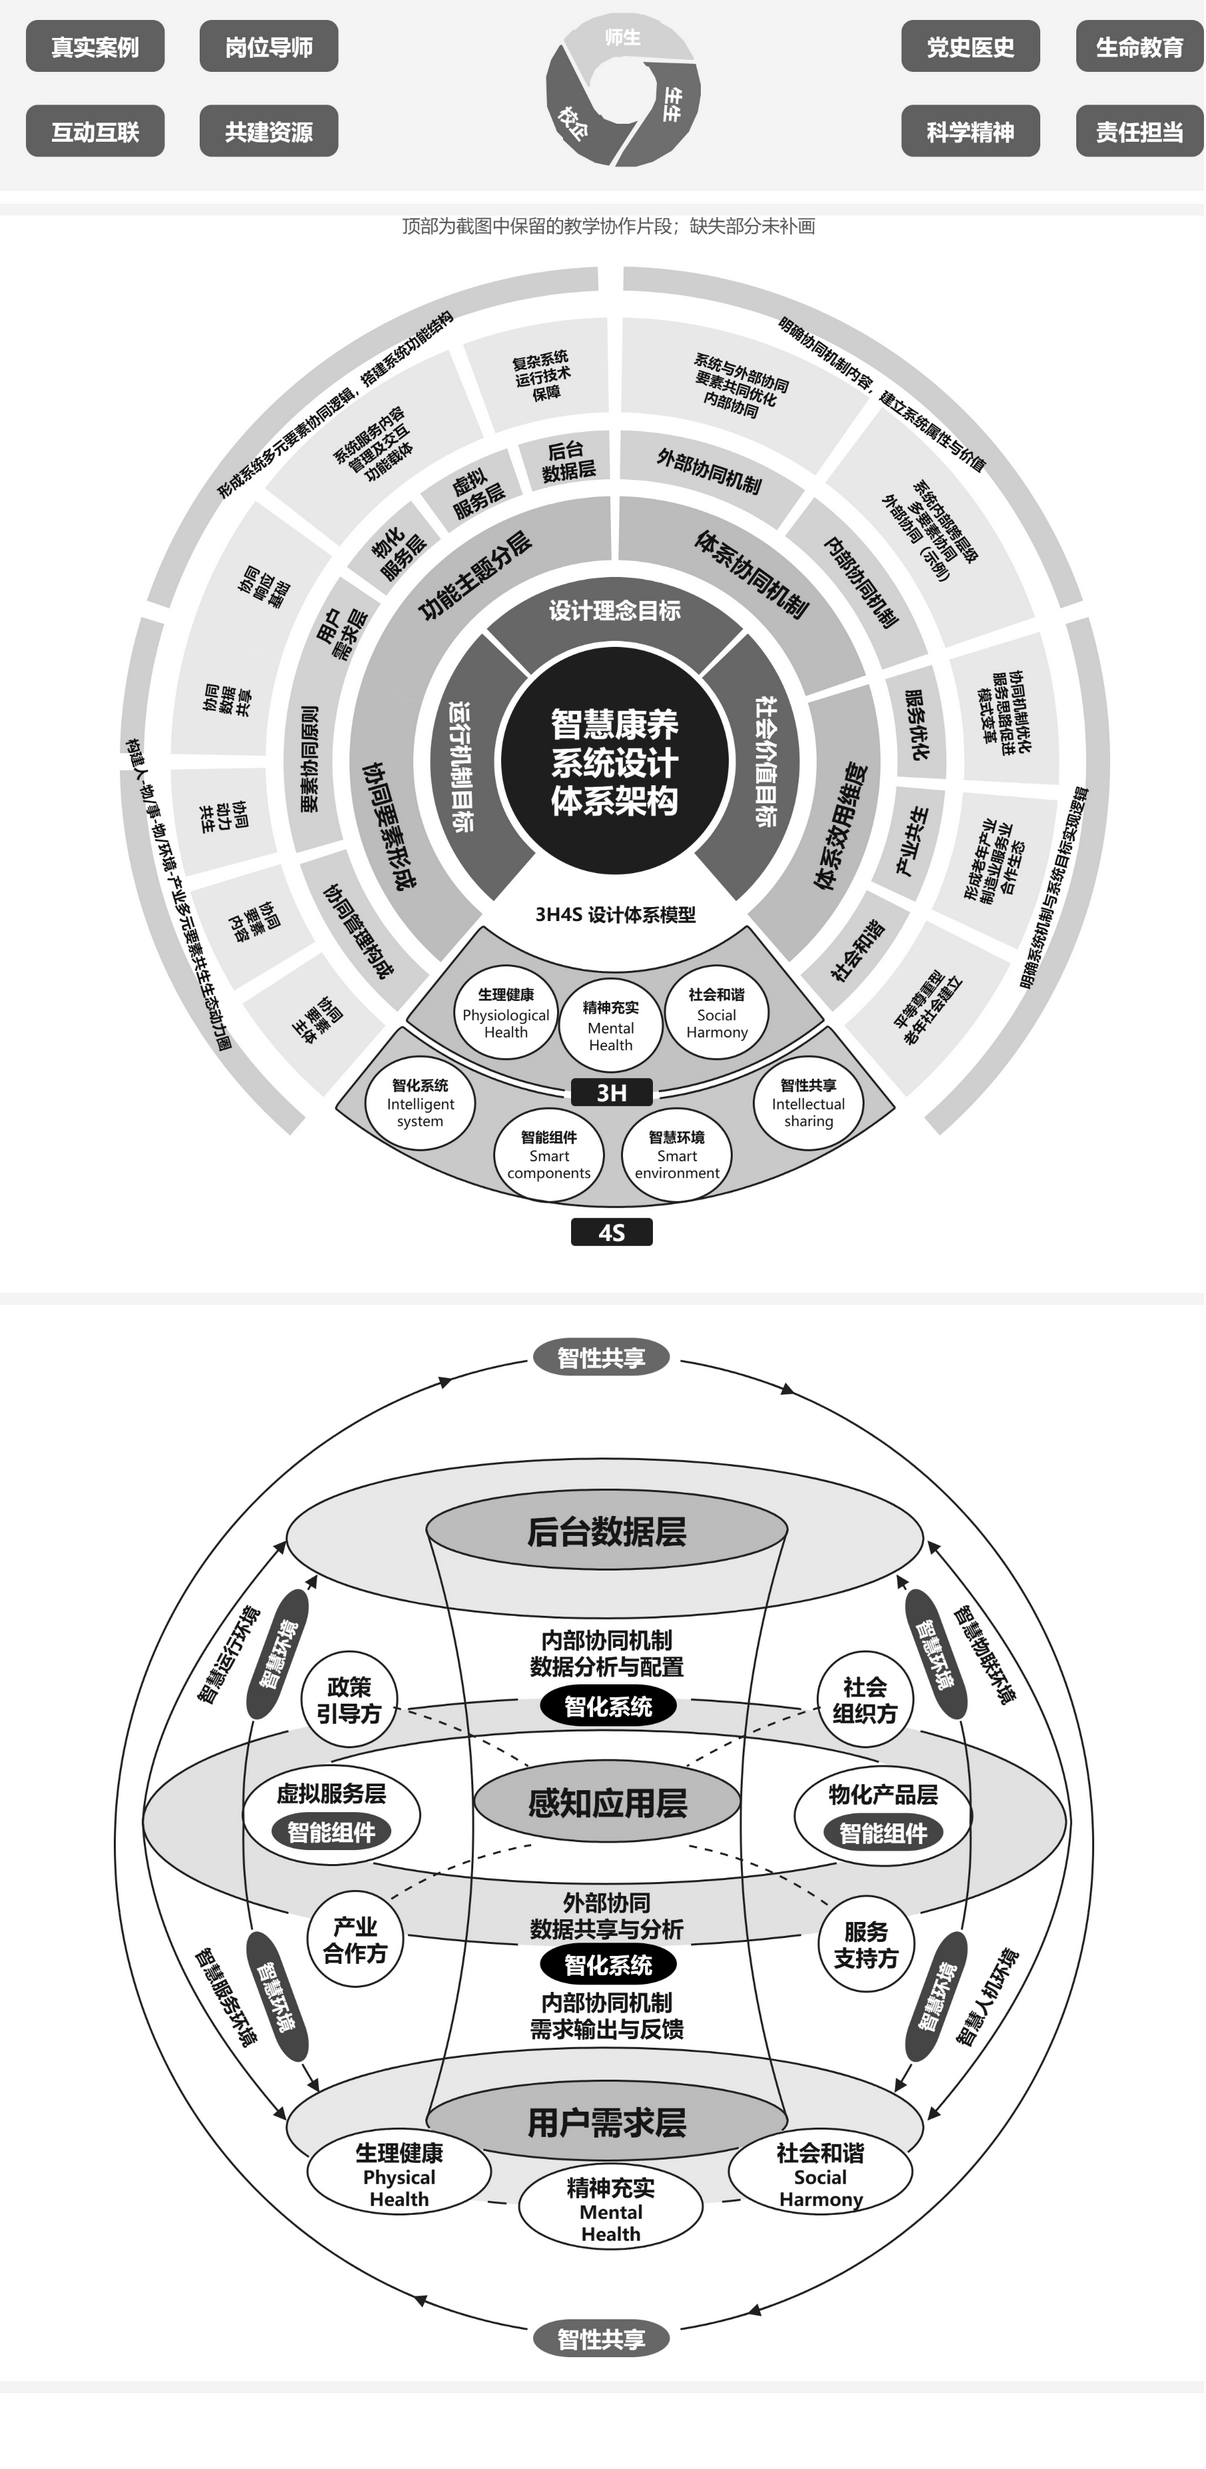 真实案例
岗位导师
师生
生生
校企
党史医史
生命教育
互动互联
共建资源
科学精神
责任担当
顶部为截图中保留的教学协作片段；缺失部分未补画
形成系统多元要素协同逻辑，搭建系统功能结构
明确协同机制内容，建立系统属性与价值
构建人-物/事-物/环境-产业多元要素共生生态动力圈
明确系统机制与系统目标实现逻辑
复杂系统
运行技术
保障
系统与外部协同
要素共同优化
内部协同
系统服务内容
管理及交互
功能载体
系统内部跨层级
多要素协同
外部协同（示例）
协同
响应
基础
协同
数据
共享
协同
动力
共生
协同
要素
内容
协同
要素
主体
协同机制优化
服务思路促进
模式变革
形成老年产业
制造业服务业
合作生态
平等尊重型
老年社会建立
后台
数据层
虚拟
服务层
物化
服务层
用户
需求层
要素协同原则
协同管理构成
外部协同机制
内部协同机制
服务优化
产业共生
社会和谐
功能主题分层
体系协同机制
协同要素形成
体系效用维度
设计理念目标
运行机制目标
社会价值目标
智慧康养
系统设计
体系架构
3H4S 设计体系模型
生理健康
Physiological
Health
精神充实
Mental
Health
社会和谐
Social
Harmony
3H
智化系统
Intelligent
system
智能组件
Smart
components
智慧环境
Smart
environment
智性共享
Intellectual
sharing
4S
智性共享
后台数据层
智慧运行环境
智慧环境
智慧环境
智慧物联环境
内部协同机制
数据分析与配置
智化系统
政策
引导方
社会
组织方
虚拟服务层
智能组件
感知应用层
物化产品层
智能组件
产业
合作方
外部协同
数据共享与分析
智化系统
服务
支持方
内部协同机制
需求输出与反馈
智慧服务环境
智慧环境
智慧环境
智慧人机环境
用户需求层
生理健康
Physical
Health
精神充实
Mental
Health
社会和谐
Social
Harmony
智性共享